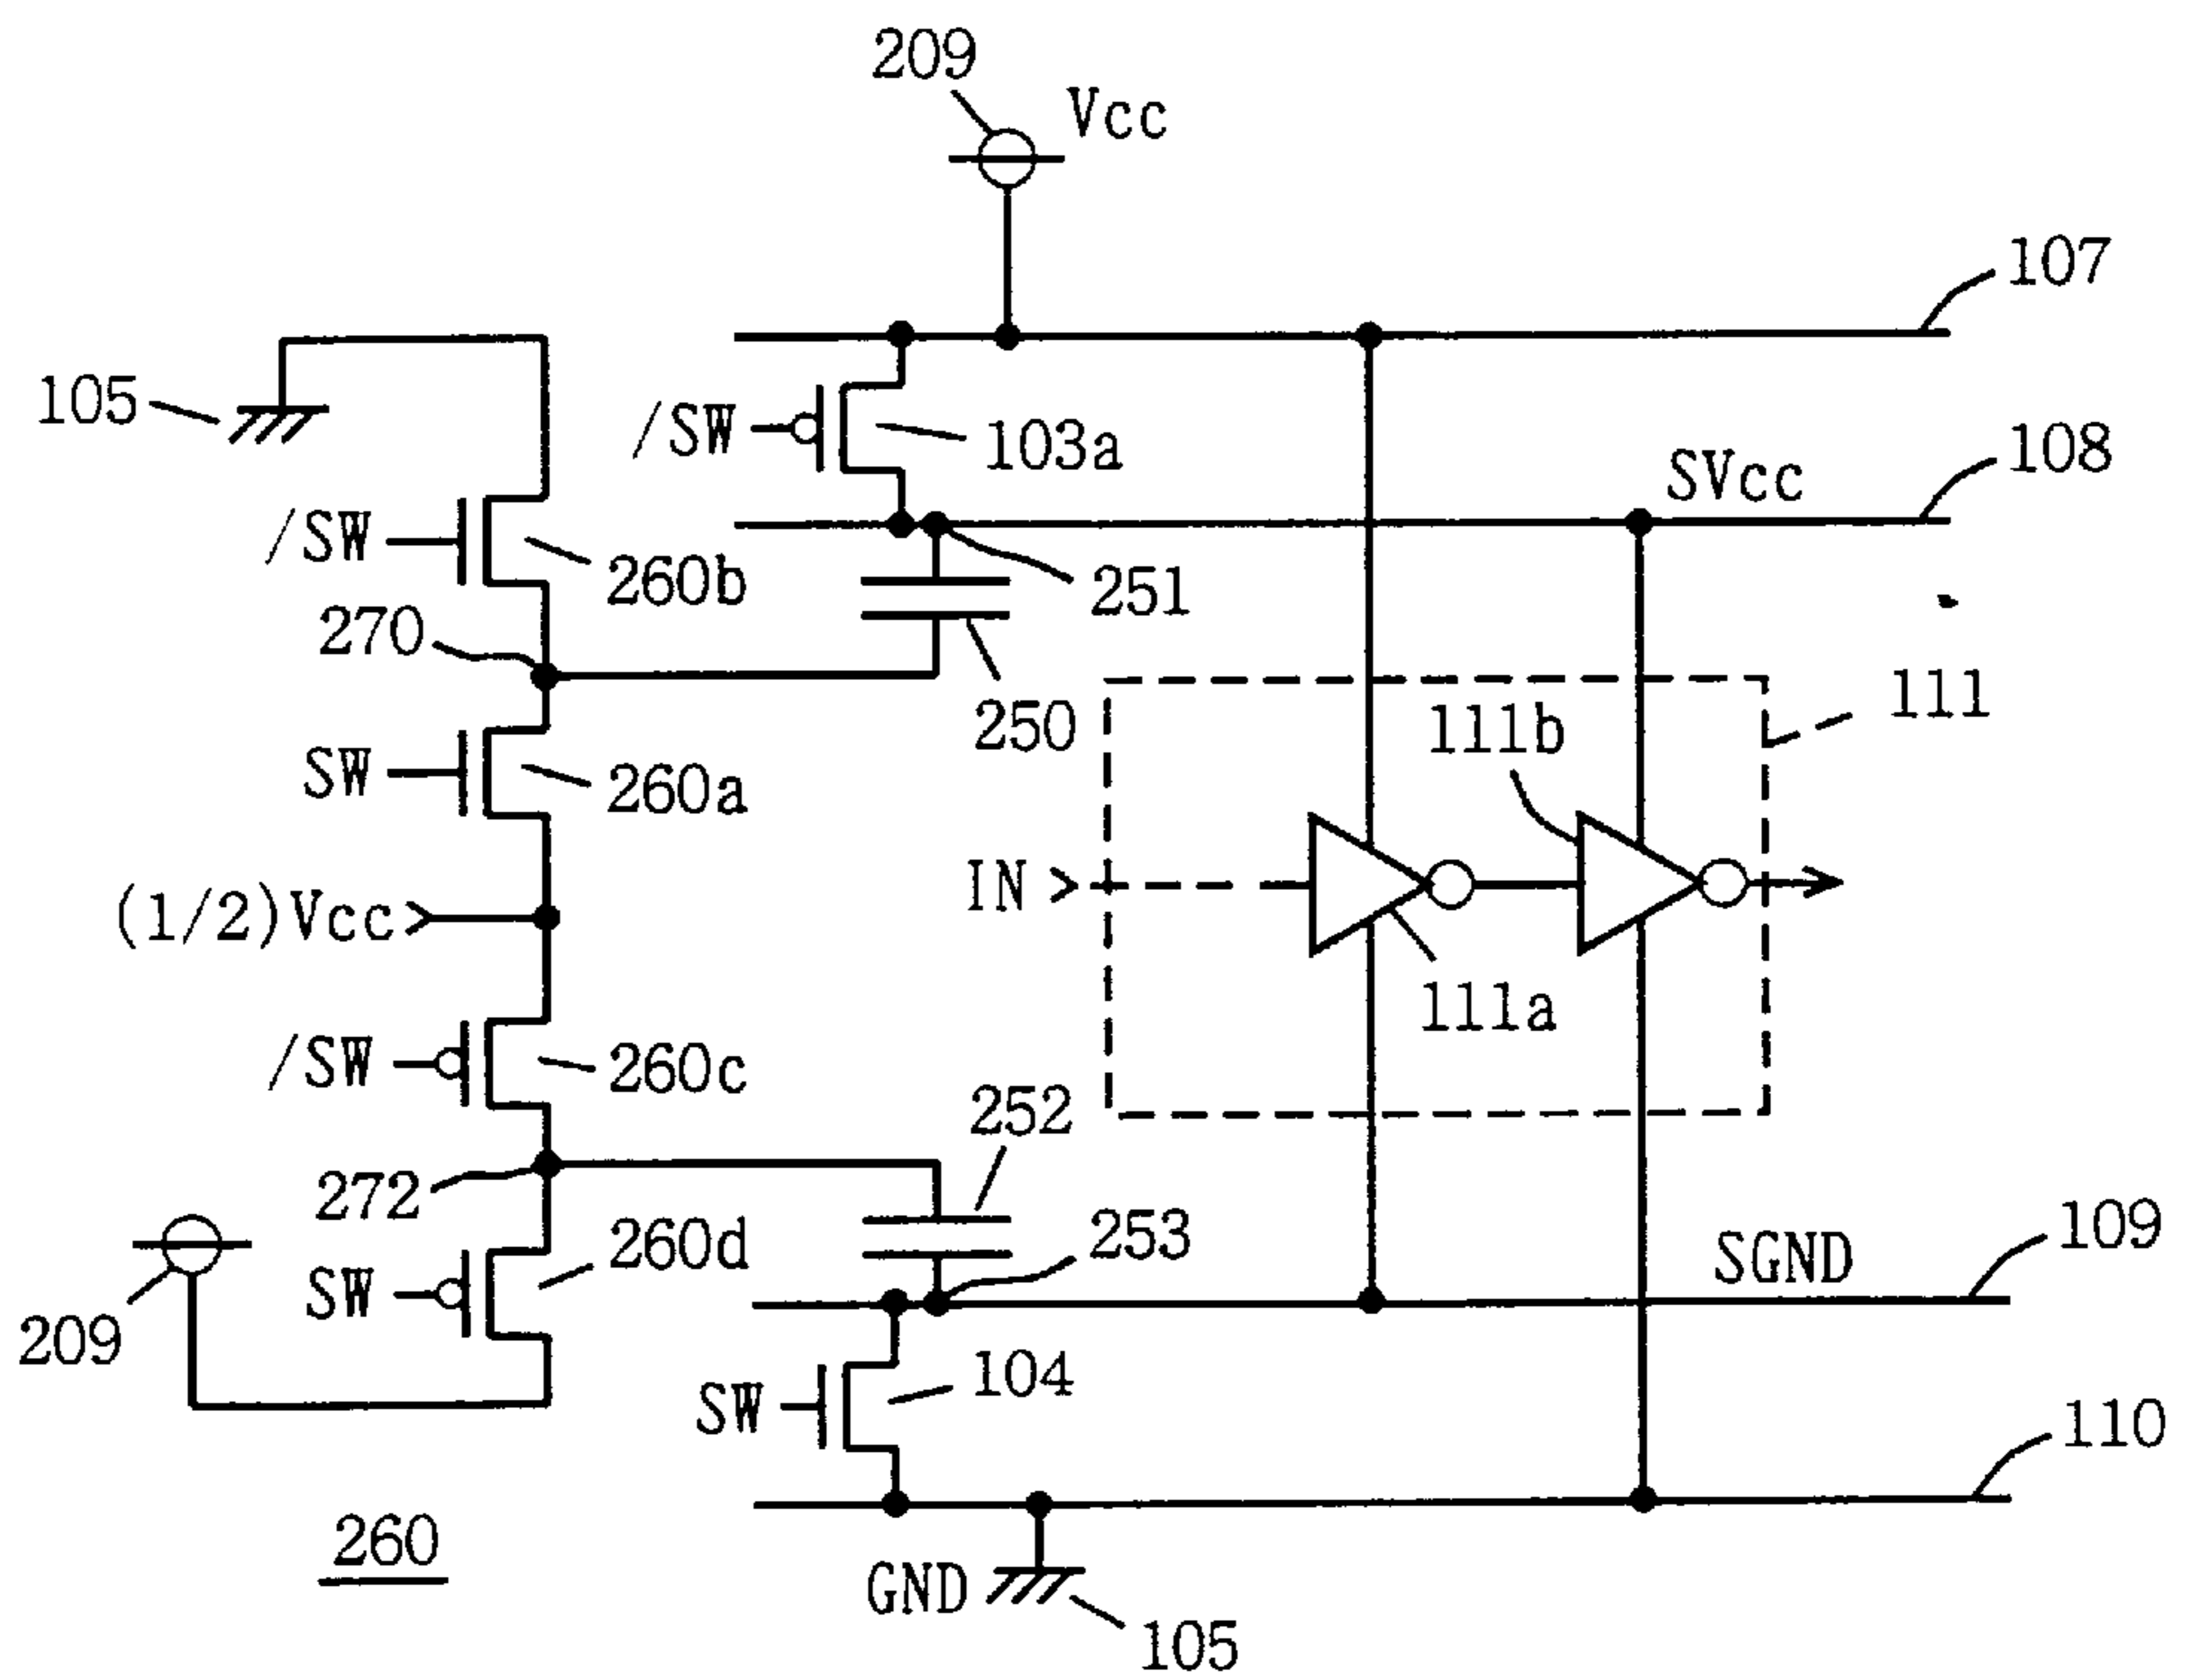 209
Vcc
107
105
/SW
103a
108
SVcc
/SW
260b
251
270
250
111
111b
SW
260a
IN
(1/2)Vcc
111a
/SW
260c
252
272
260d
253
109
SGND
SW
209
104
SW
110
260
GND
105